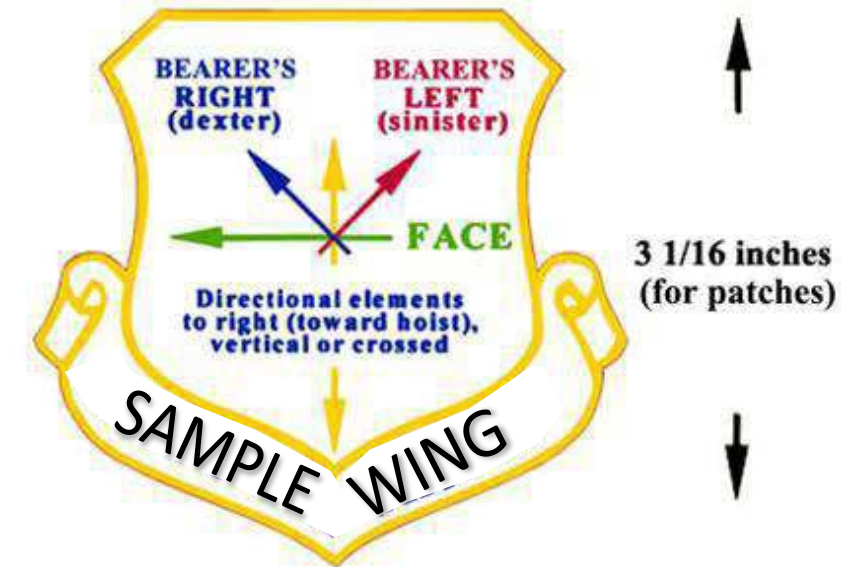 BEARER'S
RIGHT
(dexter)
BEARER'S
LEFT
(sinister)
FACE
Directional elements
to right (toward hoist),
vertical or crossed
SAMPLE WING
3 1/16 inches
(for patches)